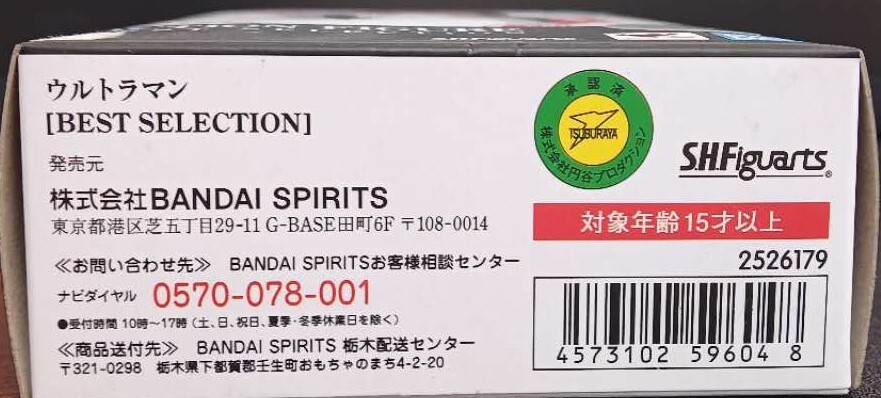 ウルトラマン
[BEST SELECTION]
発売元
株式会社BANDAI SPIRITS
東京都港区芝五丁目29-11 G-BASE田町6F 〒108-0014
≪お問い合わせ先≫ BANDAI SPIRITSお客様相談センター
ナビダイヤル 0570-078-001
●受付時間 10時～17時（土、日、祝日、夏季・冬季休業日を除く）
≪商品送付先≫ BANDAI SPIRITS 栃木配送センター
〒321-0298 栃木県下都賀郡壬生町おもちゃのまち4-2-20
承認済
TSUBURAYA
株式会社円谷プロダクション
S.H.Figuarts®
対象年齢15才以上
2526179
4573102 59604 8